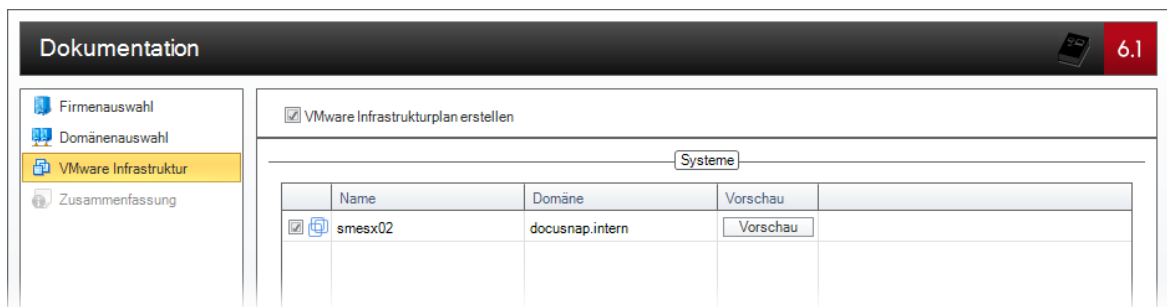 Dokumentation
6.1
Firmenauswahl
Domänenauswahl
VMware Infrastruktur
Zusammenfassung
VMware Infrastrukturplan erstellen
Systeme
Name Domäne Vorschau
smesx02 docusnap.intern Vorschau